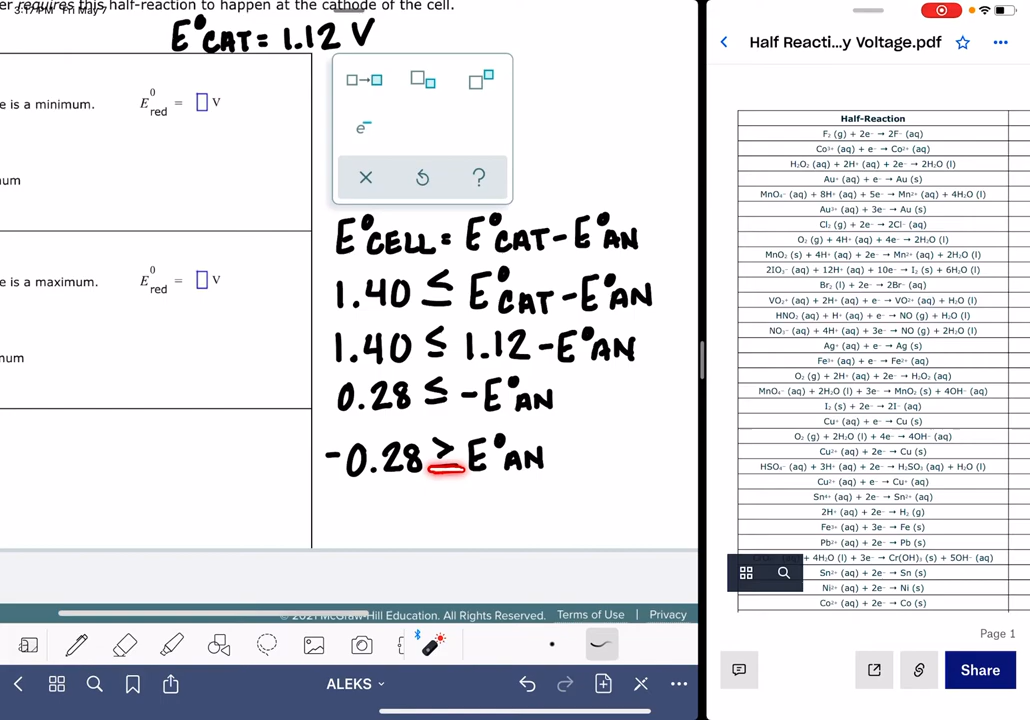 er requires this half-reaction to happen at the cathode of the cell.
3:17 PM Fri May 7
E°CAT = 1.12 V
e is a minimum.
E⁰red = V
num
e is a maximum.
E⁰red = V
num
e⁻
?
E°CELL = E°CAT - E°AN
1.40 ≤ E°CAT - E°AN
1.40 ≤ 1.12 - E°AN
0.28 ≤ -E°AN
-0.28 ≥ E°AN
McGraw-Hill Education. All Rights Reserved. Terms of Use | Privacy
ALEKS
Half Reacti...y Voltage.pdf
Half-Reaction
F₂ (g) + 2e⁻ → 2F⁻ (aq)
Co³⁺ (aq) + e⁻ → Co²⁺ (aq)
H₂O₂ (aq) + 2H⁺ (aq) + 2e⁻ → 2H₂O (l)
Au⁺ (aq) + e⁻ → Au (s)
MnO₄⁻ (aq) + 8H⁺ (aq) + 5e⁻ → Mn²⁺ (aq) + 4H₂O (l)
Au³⁺ (aq) + 3e⁻ → Au (s)
Cl₂ (g) + 2e⁻ → 2Cl⁻ (aq)
O₂ (g) + 4H⁺ (aq) + 4e⁻ → 2H₂O (l)
MnO₂ (s) + 4H⁺ (aq) + 2e⁻ → Mn²⁺ (aq) + 2H₂O (l)
2IO₃⁻ (aq) + 12H⁺ (aq) + 10e⁻ → I₂ (s) + 6H₂O (l)
Br₂ (l) + 2e⁻ → 2Br⁻ (aq)
VO₂⁺ (aq) + 2H⁺ (aq) + e⁻ → VO²⁺ (aq) + H₂O (l)
HNO₂ (aq) + H⁺ (aq) + e⁻ → NO (g) + H₂O (l)
NO₃⁻ (aq) + 4H⁺ (aq) + 3e⁻ → NO (g) + 2H₂O (l)
Ag⁺ (aq) + e⁻ → Ag (s)
Fe³⁺ (aq) + e⁻ → Fe²⁺ (aq)
O₂ (g) + 2H⁺ (aq) + 2e⁻ → H₂O₂ (aq)
MnO₄⁻ (aq) + 2H₂O (l) + 3e⁻ → MnO₂ (s) + 4OH⁻ (aq)
I₂ (s) + 2e⁻ → 2I⁻ (aq)
Cu⁺ (aq) + e⁻ → Cu (s)
O₂ (g) + 2H₂O (l) + 4e⁻ → 4OH⁻ (aq)
Cu²⁺ (aq) + 2e⁻ → Cu (s)
HSO₄⁻ (aq) + 3H⁺ (aq) + 2e⁻ → H₂SO₃ (aq) + H₂O (l)
Cu²⁺ (aq) + e⁻ → Cu⁺ (aq)
Sn⁴⁺ (aq) + 2e⁻ → Sn²⁺ (aq)
2H⁺ (aq) + 2e⁻ → H₂ (g)
Fe³⁺ (aq) + 3e⁻ → Fe (s)
Pb²⁺ (aq) + 2e⁻ → Pb (s)
+ 4H₂O (l) + 3e⁻ → Cr(OH)₃ (s) + 5OH⁻ (aq)
Sn²⁺ (aq) + 2e⁻ → Sn (s)
Ni²⁺ (aq) + 2e⁻ → Ni (s)
Co²⁺ (aq) + 2e⁻ → Co (s)
Page 1
Share